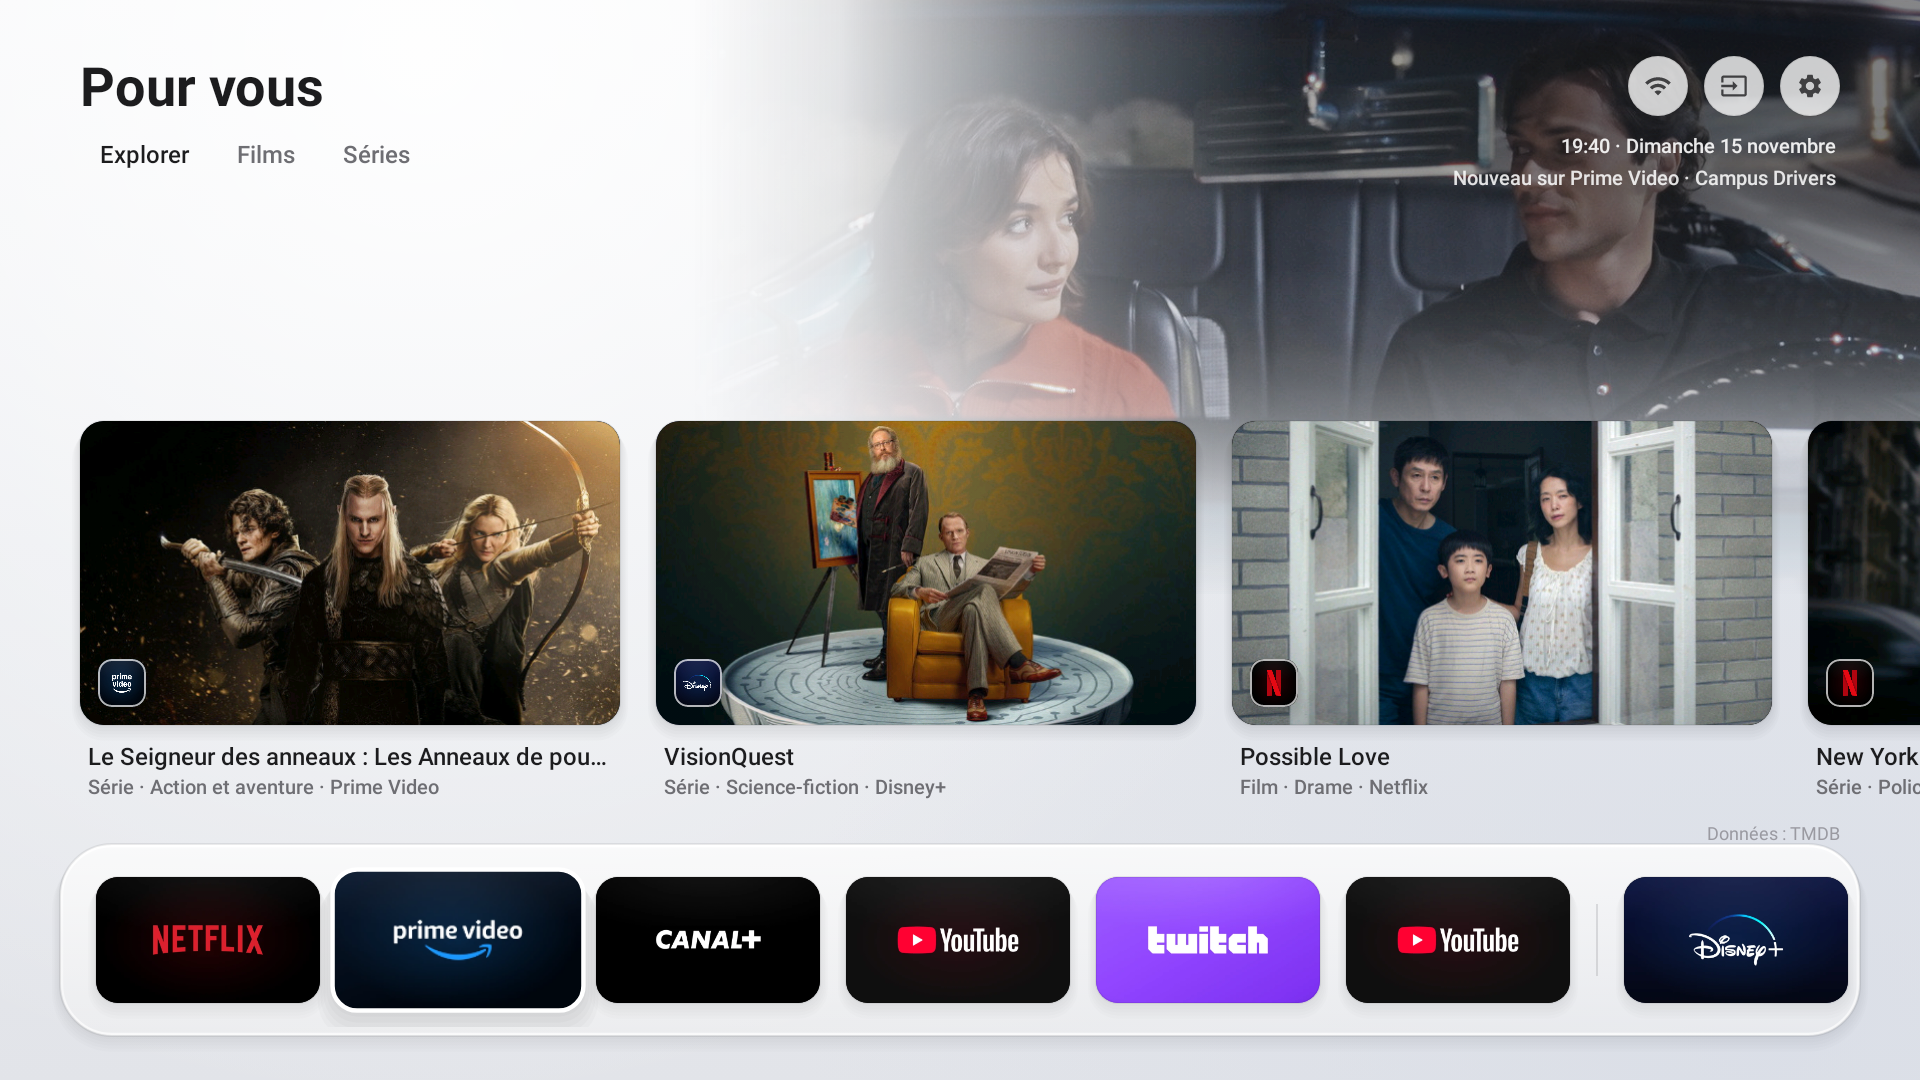 Pour vous
Explorer
Films
Séries
19:40 · Dimanche 15 novembre
Nouveau sur Prime Video · Campus Drivers
prime video
Disney+
N
N
Le Seigneur des anneaux : Les Anneaux de pou...
Série · Action et aventure · Prime Video
VisionQuest
Série · Science-fiction · Disney+
Possible Love
Film · Drame · Netflix
New York
Série · Polic
Données : TMDB
NETFLIX
prime video
CANAL+
YouTube
twitch
YouTube
Disney+